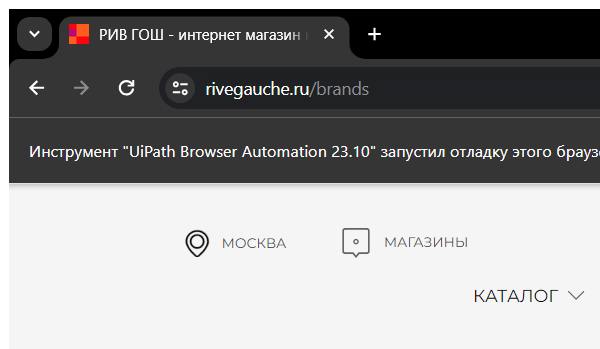 РИВ ГОШ - интернет магазин
rivegauche.ru/brands
Инструмент "UiPath Browser Automation 23.10" запустил отладку этого
МОСКВА
МАГАЗИНЫ
КАТАЛОГ